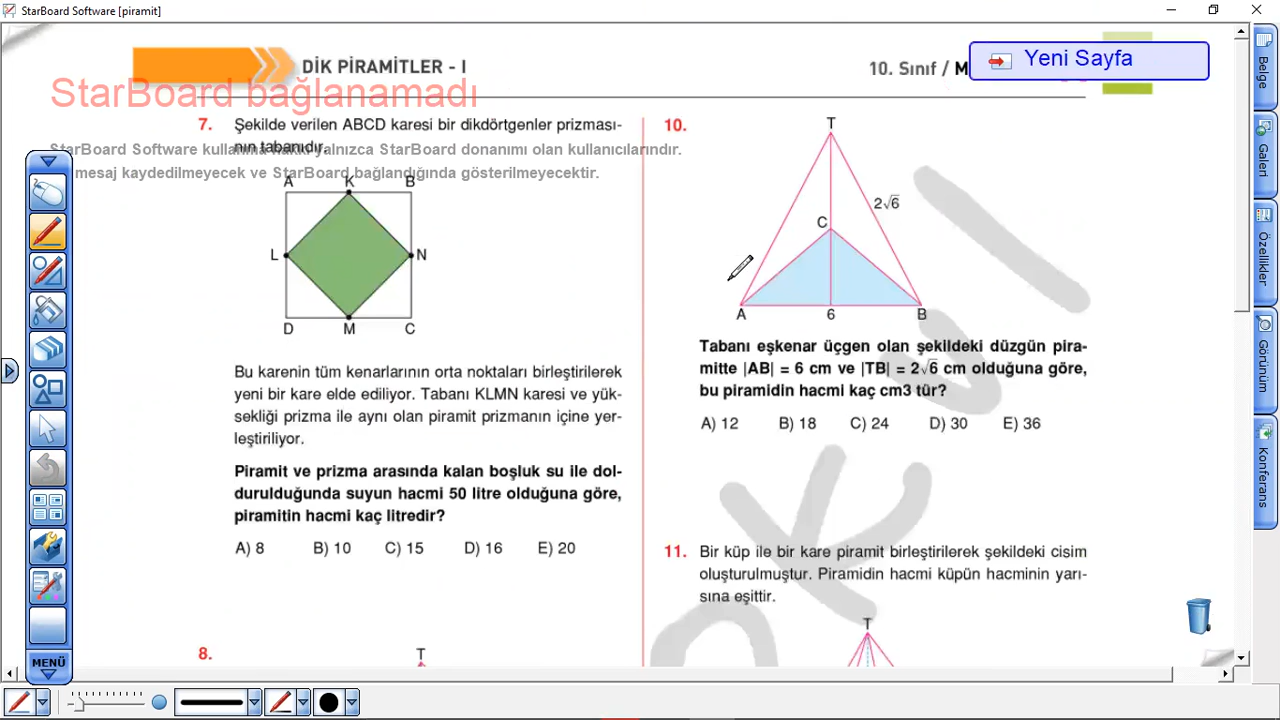 StarBoard Software [piramit]
DİK PİRAMİTLER - I
10. Sınıf / M
Yeni Sayfa
StarBoard bağlanamadı
StarBoard Software kullanma hakkı yalnızca StarBoard donanımı olan kullanıcılarındır.
mesaj kaydedilmeyecek ve StarBoard bağlandığında gösterilmeyecektir.
7. Şekilde verilen ABCD karesi bir dikdörtgenler prizması-
nın tabanıdır.
A K B
L N
D M C
Bu karenin tüm kenarlarının orta noktaları birleştirilerek
yeni bir kare elde ediliyor. Tabanı KLMN karesi ve yük-
sekliği prizma ile aynı olan piramit prizmanın içine yer-
leştiriliyor.
Piramit ve prizma arasında kalan boşluk su ile dol-
durulduğunda suyun hacmi 50 litre olduğuna göre,
piramitin hacmi kaç litredir?
A) 8 B) 10 C) 15 D) 16 E) 20
8.
T
10.
T
2√6
C
A 6 B
Tabanı eşkenar üçgen olan şekildeki düzgün pira-
mitte |AB| = 6 cm ve |TB| = 2√6 cm olduğuna göre,
bu piramidin hacmi kaç cm3 tür?
A) 12 B) 18 C) 24 D) 30 E) 36
11. Bir küp ile bir kare piramit birleştirilerek şekildeki cisim
oluşturulmuştur. Piramidin hacmi küpün hacminin yarı-
sına eşittir.
T
Belge
Galeri
Özellikler
Görünüm
Konferans
MENÜ